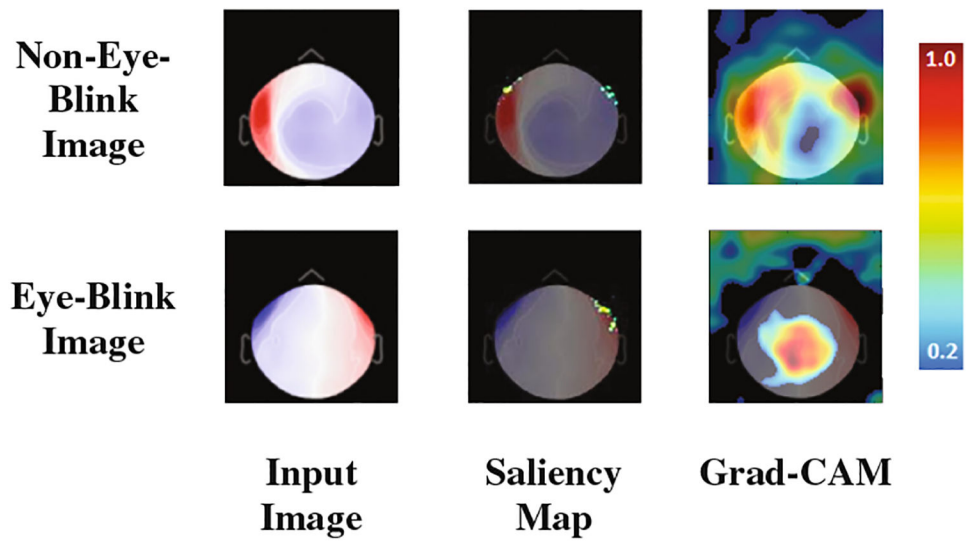 Non-Eye-
Blink
Image
1.0
Eye-Blink
Image
0.2
Input
Image
Saliency
Map
Grad-CAM